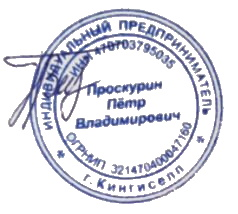 ИНДИВИДУАЛЬНЫЙ ПРЕДПРИНИМАТЕЛЬ
ИНН 470703795035
Проскурин
Пётр
Владимирович
ОГРНИП 321470400047160
* г. Кингисепп *